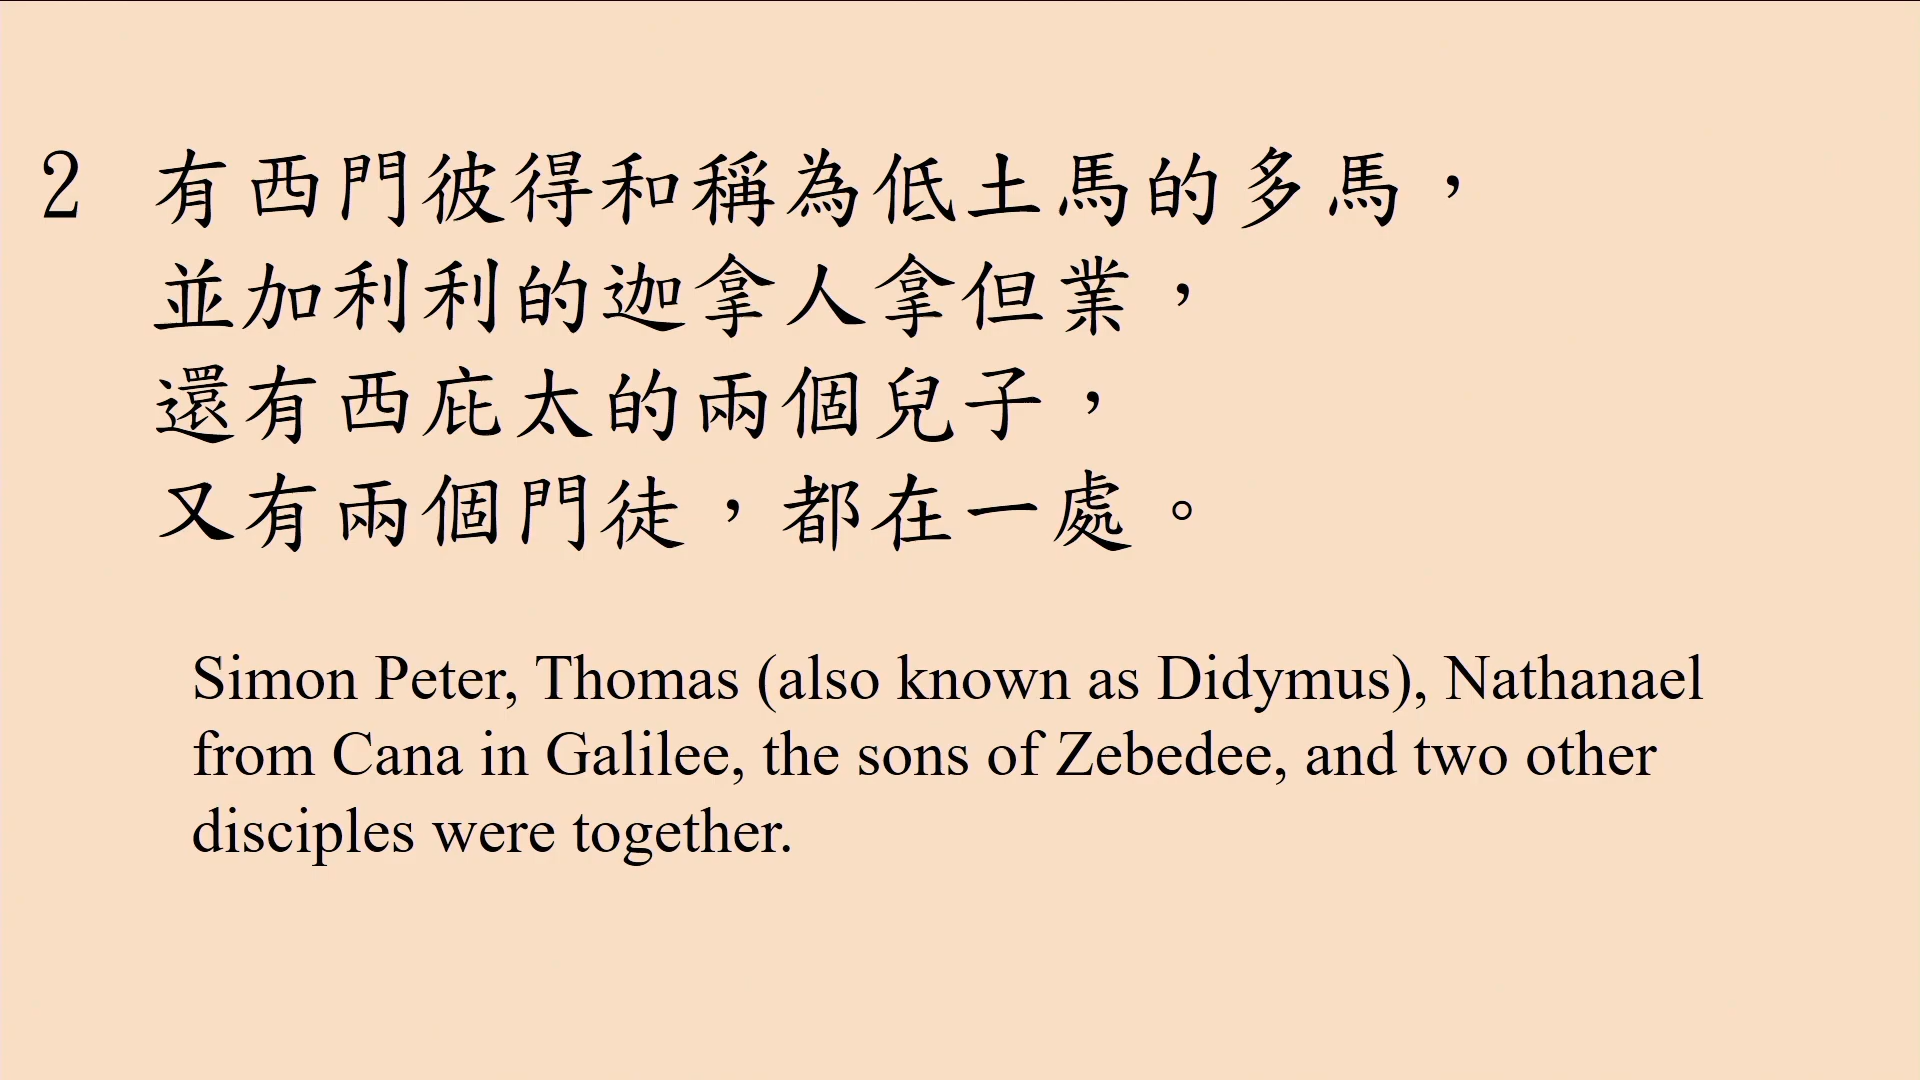 2 有西門彼得和稱為低土馬的多馬，
並加利利的迦拿人拿但業，
還有西庇太的兩個兒子，
又有兩個門徒，都在一處。
Simon Peter, Thomas (also known as Didymus), Nathanael
from Cana in Galilee, the sons of Zebedee, and two other
disciples were together.